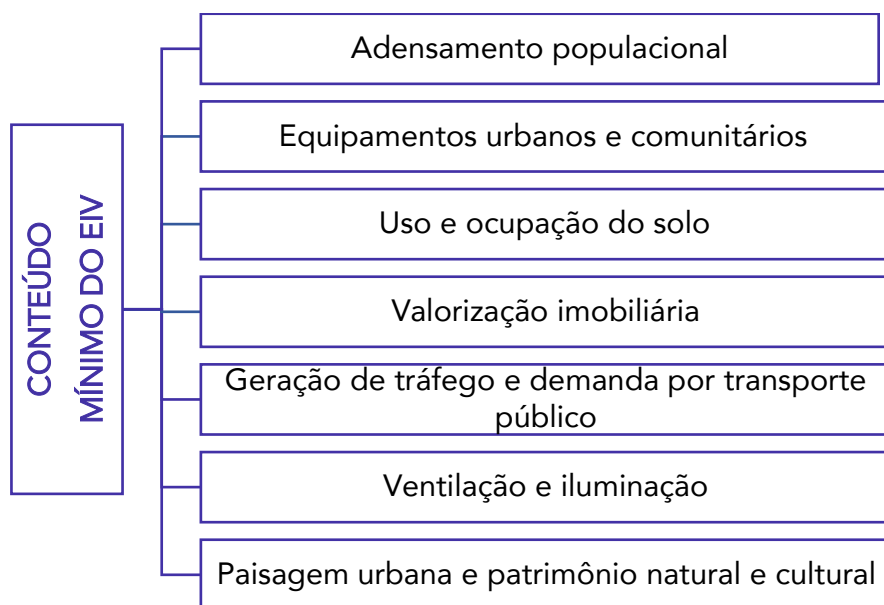 CONTEÚDO
MÍNIMO DO EIV
Adensamento populacional
Equipamentos urbanos e comunitários
Uso e ocupação do solo
Valorização imobiliária
Geração de tráfego e demanda por transporte
público
Ventilação e iluminação
Paisagem urbana e patrimônio natural e cultural